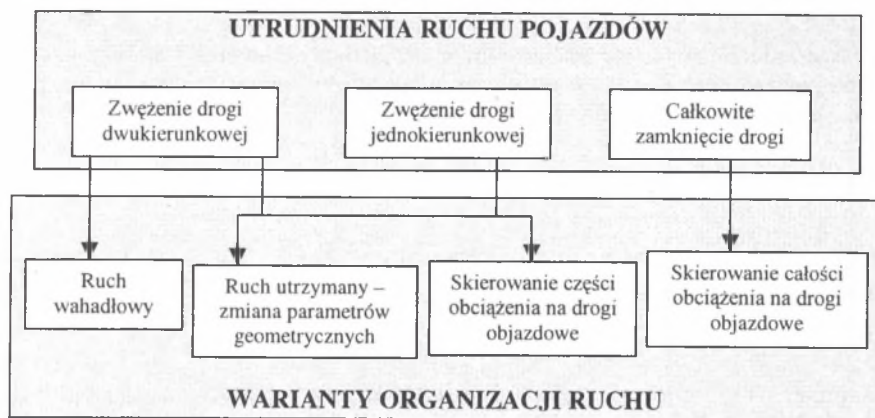 UTRUDNIENIA RUCHU POJAZDÓW
Zwężenie drogi
dwukierunkowej
Zwężenie drogi
jednokierunkowej
Całkowite
zamknięcie drogi
Ruch
wahadłowy
Ruch utrzymany –
zmiana parametrów
geometrycznych
Skierowanie części
obciążenia na drogi
objazdowe
Skierowanie całości
obciążenia na drogi
objazdowe
WARIANTY ORGANIZACJI RUCHU